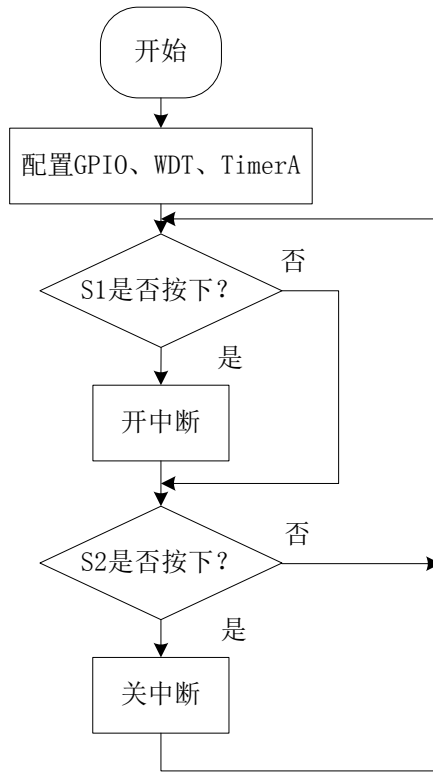 开始
配置GPIO、WDT、TimerA
S1是否按下？
否
是
开中断
S2是否按下？
否
是
关中断